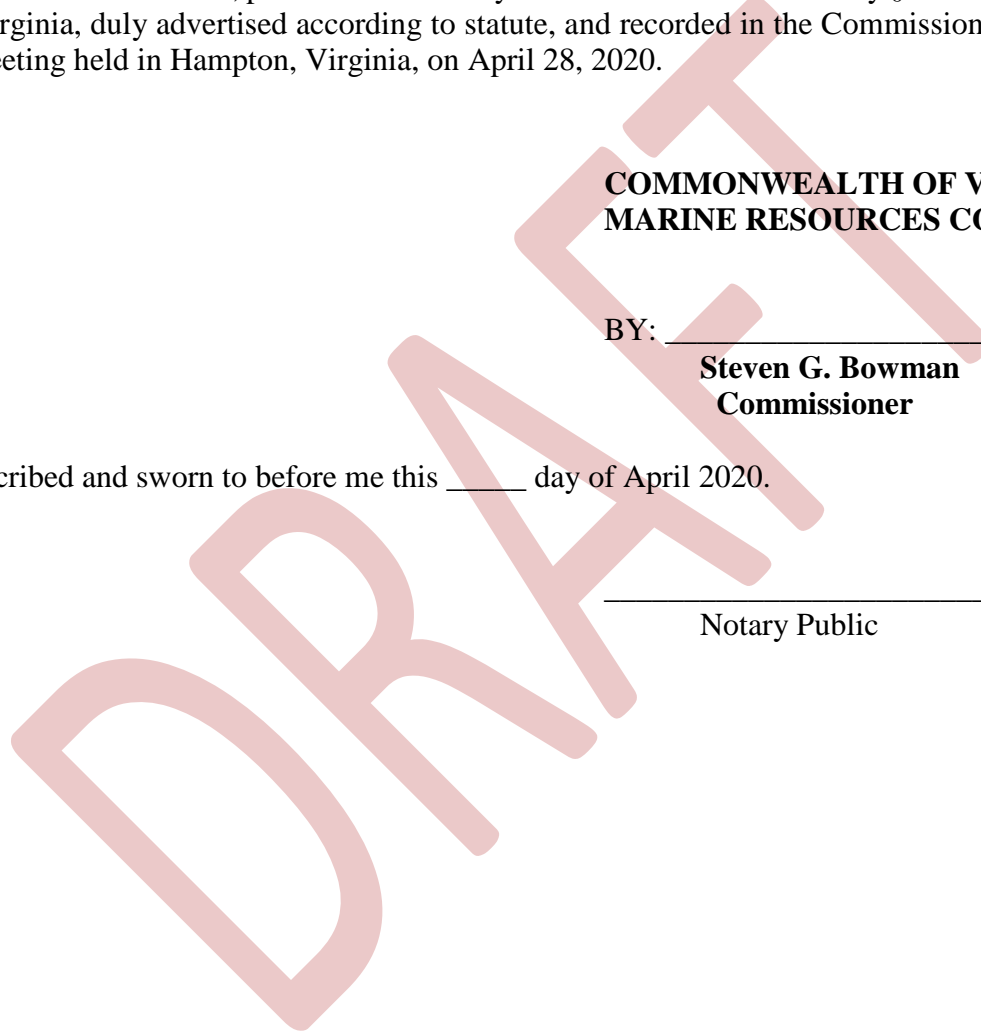 rginia, duly advertised according to statute, and recorded in the Commission
eeting held in Hampton, Virginia, on April 28, 2020.
COMMONWEALTH OF V
MARINE RESOURCES CO
BY: ____________________
Steven G. Bowman
Commissioner
cribed and sworn to before me this _____ day of April 2020.
________________________
Notary Public
DRAFT